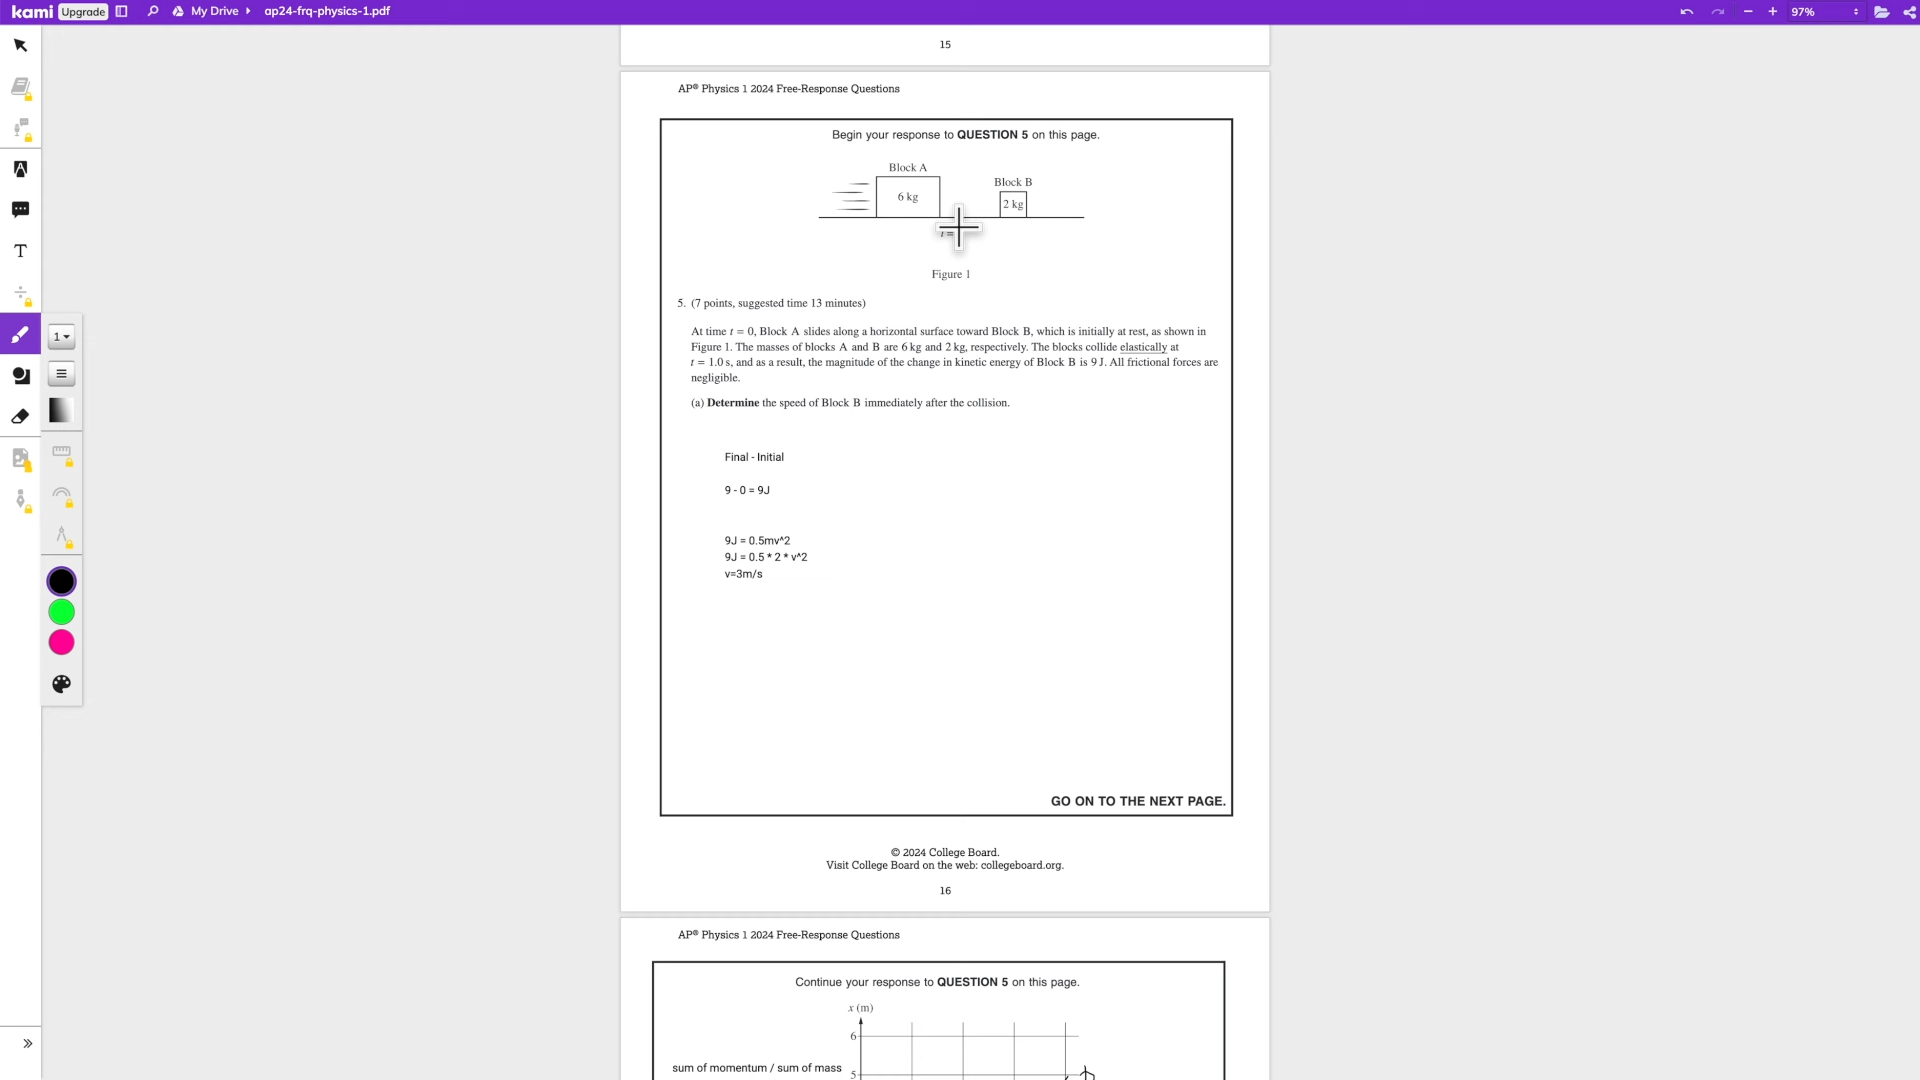 kami Upgrade My Drive ap24-frq-physics-1.pdf 97%
15
AP® Physics 1 2024 Free-Response Questions
Begin your response to QUESTION 5 on this page.
Block A
Block B
6 kg
2 kg
t =
Figure 1
5. (7 points, suggested time 13 minutes)
At time t = 0, Block A slides along a horizontal surface toward Block B, which is initially at rest, as shown in
Figure 1. The masses of blocks A and B are 6 kg and 2 kg, respectively. The blocks collide elastically at
t = 1.0 s, and as a result, the magnitude of the change in kinetic energy of Block B is 9 J. All frictional forces are
negligible.
(a) Determine the speed of Block B immediately after the collision.
Final - Initial
9 - 0 = 9J
9J = 0.5mv^2
9J = 0.5 * 2 * v^2
v=3m/s
GO ON TO THE NEXT PAGE.
© 2024 College Board.
Visit College Board on the web: collegeboard.org.
16
AP® Physics 1 2024 Free-Response Questions
Continue your response to QUESTION 5 on this page.
x (m)
6
sum of momentum / sum of mass
5
1